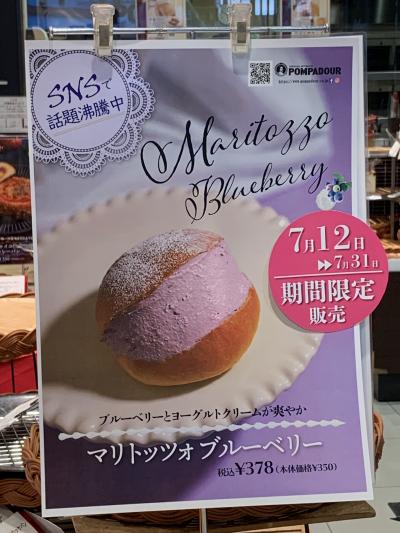 POMPADOUR
SNSで
話題沸騰中
Maritozzo
Blueberry
7月12日
▶▶7月31日
期間限定
販売
ブルーベリーとヨーグルトクリームが爽やか
マリトッツォ ブルーベリー
税込¥378(本体価格¥350)